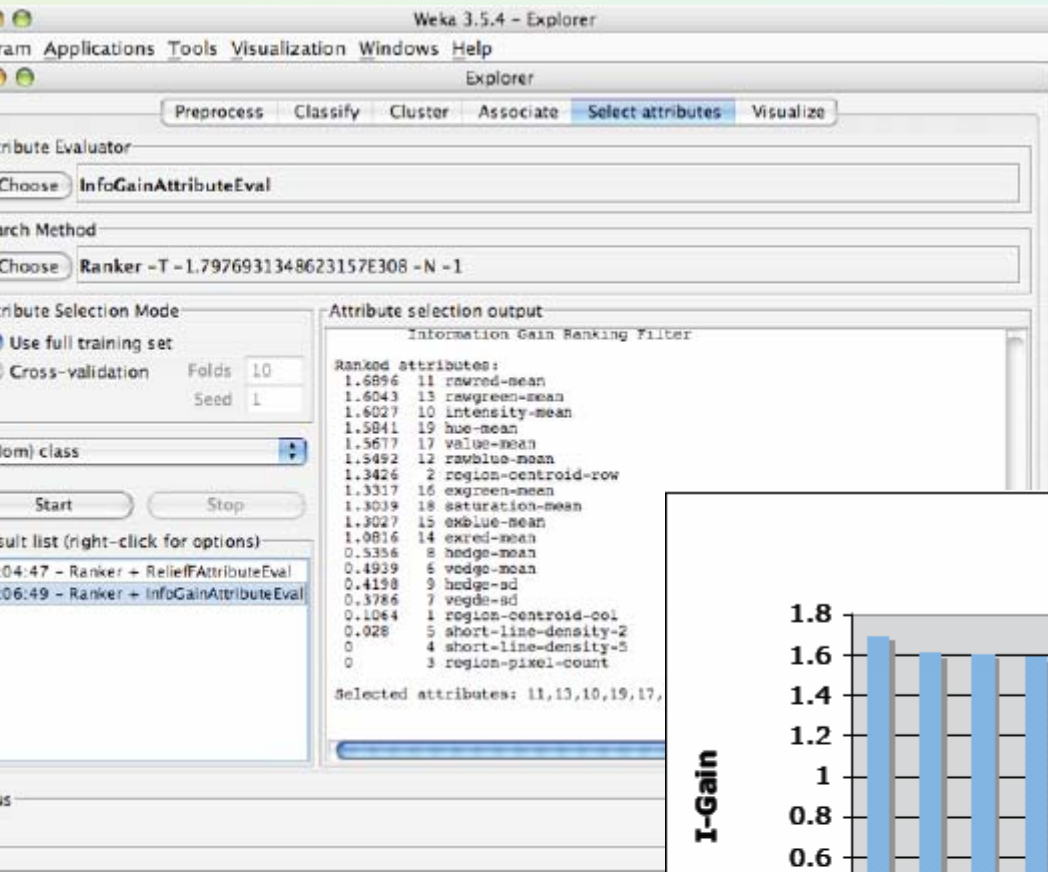 Weka 3.5.4 - Explorer
ram Applications Tools Visualization Windows Help
Explorer
Preprocess Classify Cluster Associate Select attributes Visualize
tribute Evaluator
Choose InfoGainAttributeEval
arch Method
Choose Ranker -T -1.7976931348623157E308 -N -1
tribute Selection Mode
Use full training set
Cross-validation Folds 10
Seed 1
lom) class
Start Stop
sult list (right-click for options)
:04:47 - Ranker + ReliefFAttributeEval
:06:49 - Ranker + InfoGainAttributeEval
us
Attribute selection output
Information Gain Ranking Filter
Ranked attributes:
1.6896 11 rawred-mean
1.6043 13 rawgreen-mean
1.6027 10 intensity-mean
1.5841 19 hue-mean
1.5677 17 value-mean
1.5492 12 rawblue-mean
1.3426 2 region-centroid-row
1.3317 16 exgreen-mean
1.3039 18 saturation-mean
1.3027 15 exblue-mean
1.0816 14 exred-mean
0.5356 8 hedge-mean
0.4939 6 vedge-mean
0.4198 9 hedge-sd
0.3786 7 vegde-sd
0.1064 1 region-centroid-col
0.028 5 short-line-density-2
0 4 short-line-density-5
0 3 region-pixel-count
Selected attributes: 11,13,10,19,17,
I-Gain
1.8
1.6
1.4
1.2
1
0.8
0.6